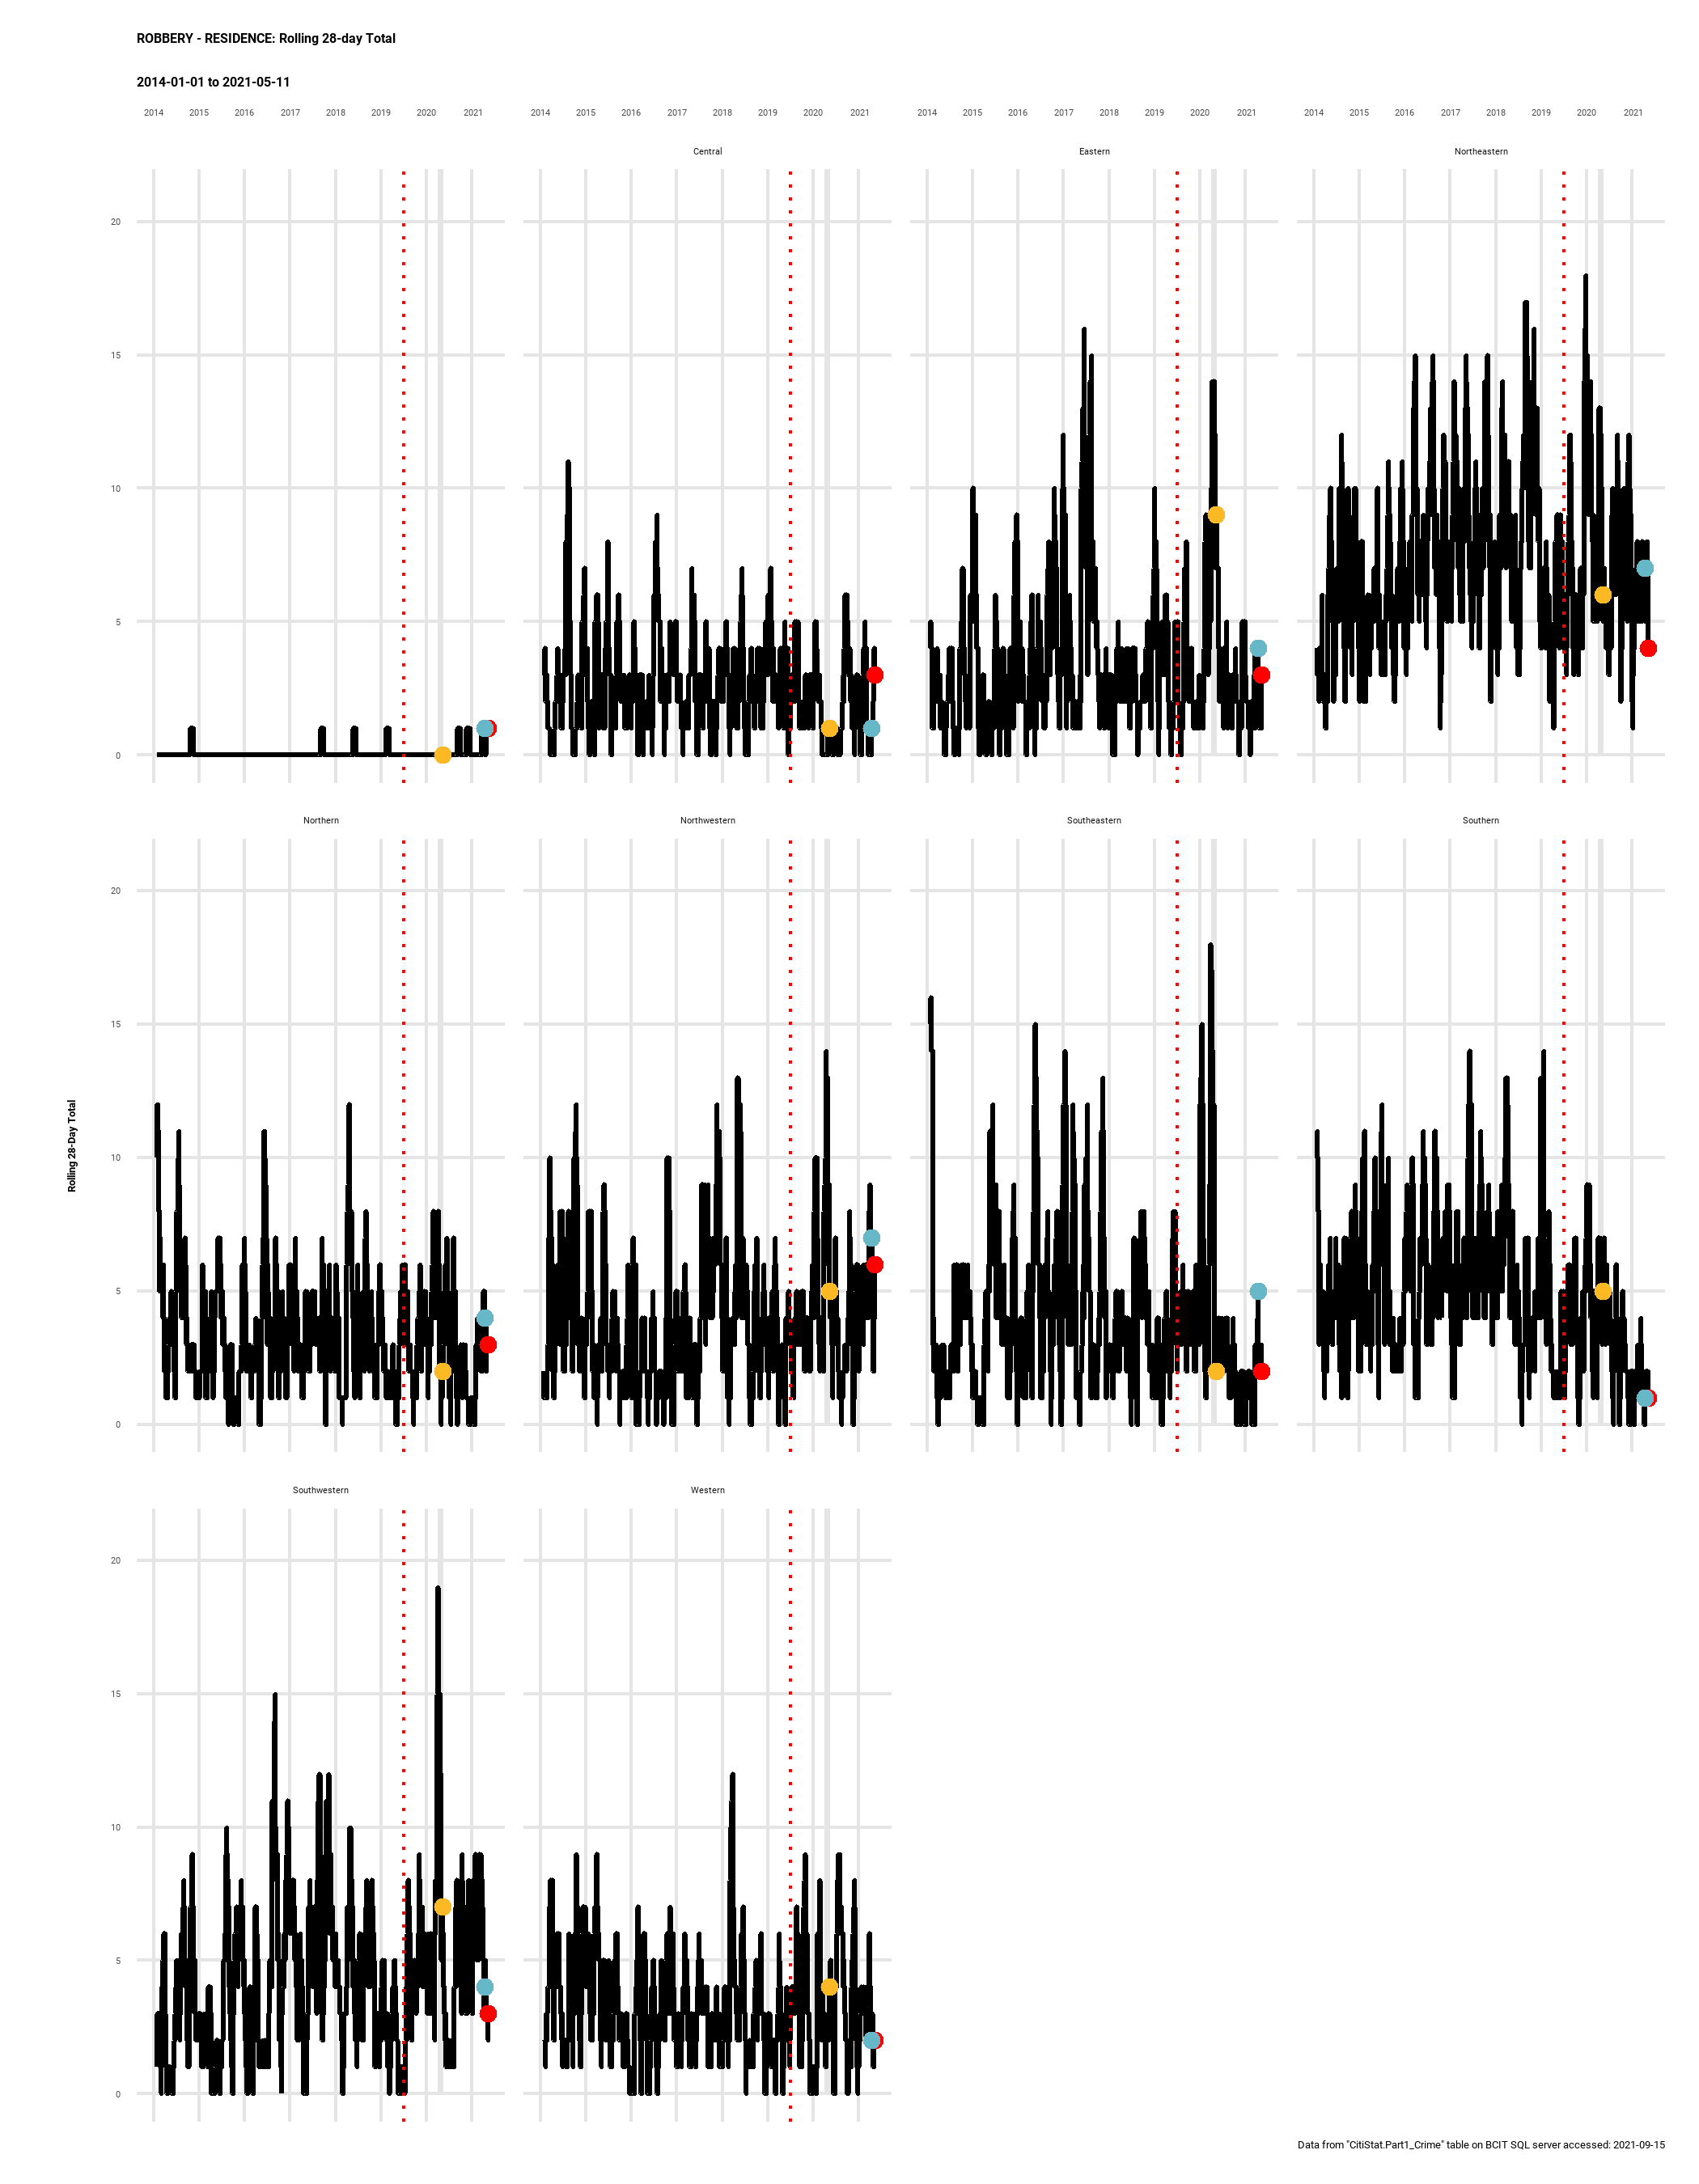 ROBBERY - RESIDENCE: Rolling 28-day Total
2014-01-01 to 2021-05-11
2014 2015 2016 2017 2018 2019 2020 2021 2014 2015 2016 2017 2018 2019 2020 2021 2014 2015 2016 2017 2018 2019 2020 2021 2014 2015 2016 2017 2018 2019 2020 2021
Central Eastern Northeastern
20
15
10
5
0
Northern Northwestern Southeastern Southern
20
15
Rolling 28-Day Total
10
5
0
Southwestern Western
20
15
10
5
0
Data from "CitiStat.Part1_Crime" table on BCIT SQL server accessed: 2021-09-15